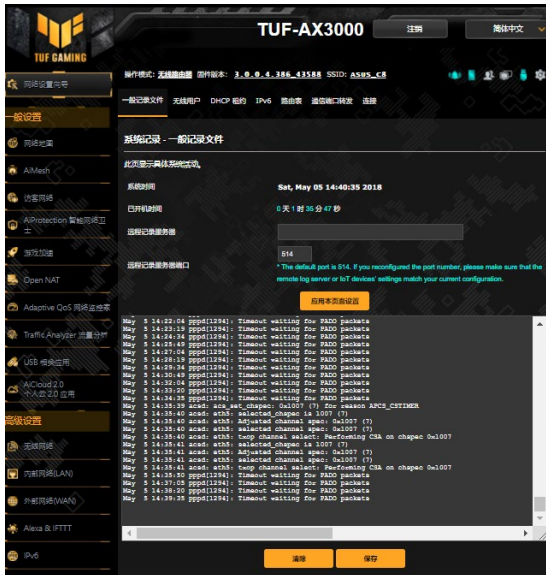 TUF GAMING
TUF-AX3000
注销
简体中文
操作模式: 无线路由器 固件版本: 3.0.0.4.386_43588 SSID: ASUS_C8
一般记录文件 无线用户 DHCP 租约 IPv6 路由表 通信端口转发 连接
网络设置向导
一般设置
网络地图
AiMesh
访客网络
AiProtection 智能网络卫士
游戏加速
Open NAT
Adaptive QoS 网络监控家
Traffic Analyzer 流量分析
USB 相关应用
AiCloud 2.0
个人云 2.0 应用
高级设置
无线网络
内部网络(LAN)
外部网络(WAN)
Alexa & IFTTT
IPv6
系统记录 - 一般记录文件
此页显示具体系统活动。
系统时间 Sat, May 05 14:40:35 2018
已开机时间 0 天 1 时 35 分 47 秒
远程记录服务器
远程记录服务器端口 514
* The default port is 514. If you reconfigured the port number, please make sure that the
remote log server or IoT devices' settings match your current configuration.
应用本页面设置
May 5 14:22:04 pppd[1294]: Timeout waiting for PADO packets
May 5 14:23:19 pppd[1294]: Timeout waiting for PADO packets
May 5 14:24:34 pppd[1294]: Timeout waiting for PADO packets
May 5 14:25:49 pppd[1294]: Timeout waiting for PADO packets
May 5 14:27:04 pppd[1294]: Timeout waiting for PADO packets
May 5 14:28:19 pppd[1294]: Timeout waiting for PADO packets
May 5 14:29:34 pppd[1294]: Timeout waiting for PADO packets
May 5 14:30:49 pppd[1294]: Timeout waiting for PADO packets
May 5 14:32:04 pppd[1294]: Timeout waiting for PADO packets
May 5 14:33:20 pppd[1294]: Timeout waiting for PADO packets
May 5 14:34:35 pppd[1294]: Timeout waiting for PADO packets
May 5 14:35:39 acsd: acs_set_chspec: 0x1007 (7) for reason APCS_CSTIMER
May 5 14:35:40 acsd: eth5: selected_chspec is 1007 (7)
May 5 14:35:40 acsd: eth5: Adjusted channel spec: 0x1007 (7)
May 5 14:35:40 acsd: eth5: selected channel spec: 0x1007 (7)
May 5 14:35:40 acsd: eth5: txop channel select: Performing CSA on chspec 0x1007
May 5 14:35:41 acsd: eth5: selected_chspec is 1007 (7)
May 5 14:35:41 acsd: eth5: Adjusted channel spec: 0x1007 (7)
May 5 14:35:41 acsd: eth5: selected channel spec: 0x1007 (7)
May 5 14:35:41 acsd: eth5: txop channel select: Performing CSA on chspec 0x1007
May 5 14:35:50 pppd[1294]: Timeout waiting for PADO packets
May 5 14:37:05 pppd[1294]: Timeout waiting for PADO packets
May 5 14:38:20 pppd[1294]: Timeout waiting for PADO packets
May 5 14:39:35 pppd[1294]: Timeout waiting for PADO packets
清除
保存